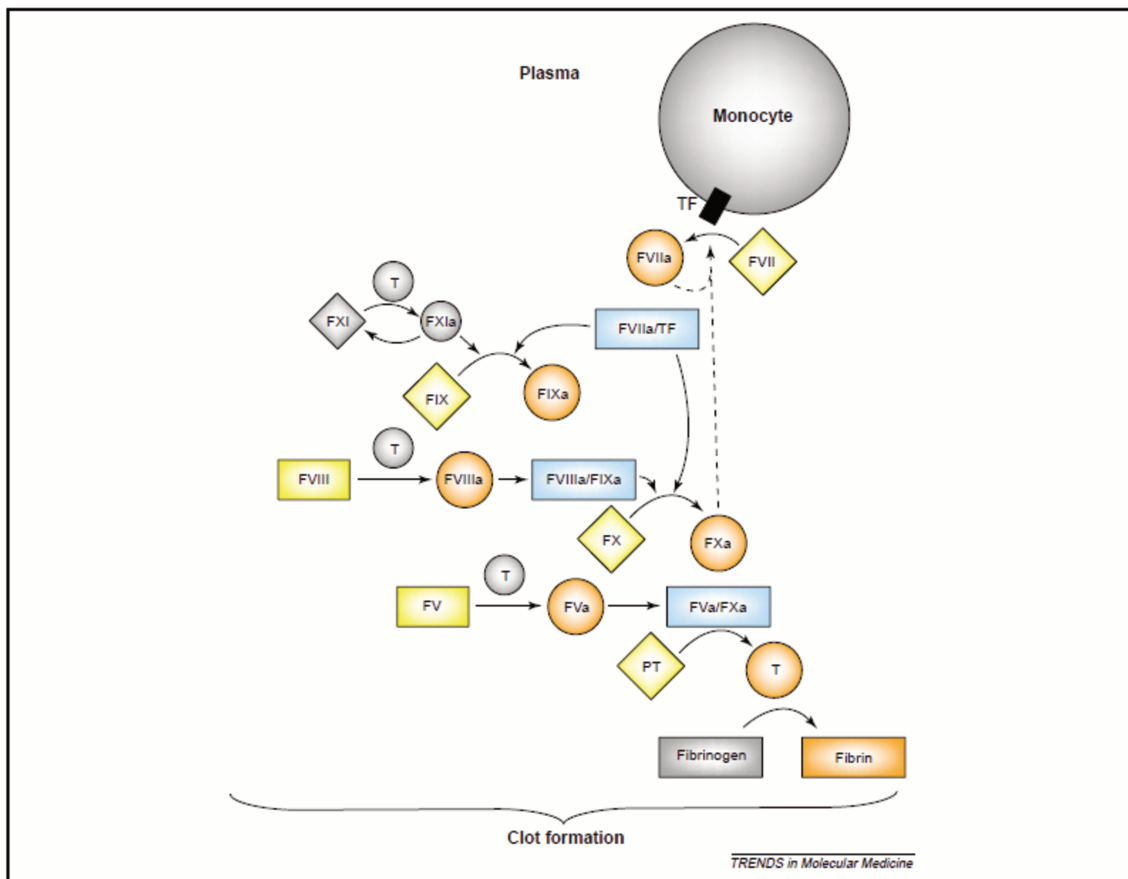 Plasma
Monocyte
TF
FVIIa
FVII
T
FXI
FXIa
FVIIa/TF
FIX
FIXa
T
FVIII
FVIIIa
FVIIIa/FIXa
FX
FXa
T
FV
FVa
FVa/FXa
PT
T
Fibrinogen
Fibrin
Clot formation
TRENDS in Molecular Medicine